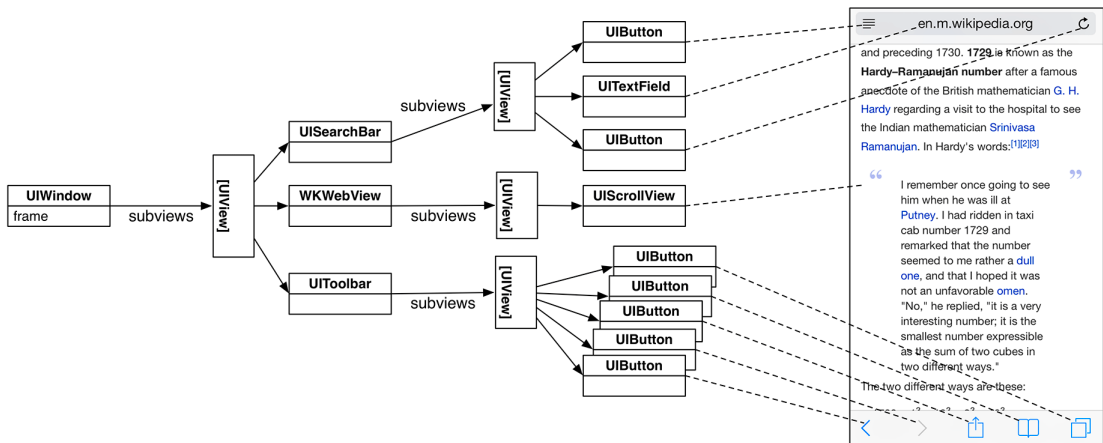 UIWindow
frame
subviews
[UIView]
UISearchBar
WKWebView
UIToolbar
subviews
subviews
subviews
[UIView]
[UIView]
[UIView]
UIButton
UITextField
UIButton
UIScrollView
UIButton
UIButton
UIButton
UIButton
UIButton
en.m.wikipedia.org
and preceding 1730. 1729 is known as the
Hardy–Ramanujan number after a famous
anecdote of the British mathematician G. H.
Hardy regarding a visit to the hospital to see
the Indian mathematician Srinivasa
Ramanujan. In Hardy's words:[1][2][3]
“ ”
I remember once going to see
him when he was ill at
Putney. I had ridden in taxi
cab number 1729 and
remarked that the number
seemed to me rather a dull
one, and that I hoped it was
not an unfavorable omen.
"No," he replied, "it is a very
interesting number; it is the
smallest number expressible
as the sum of two cubes in
two different ways."
The two different ways are these: